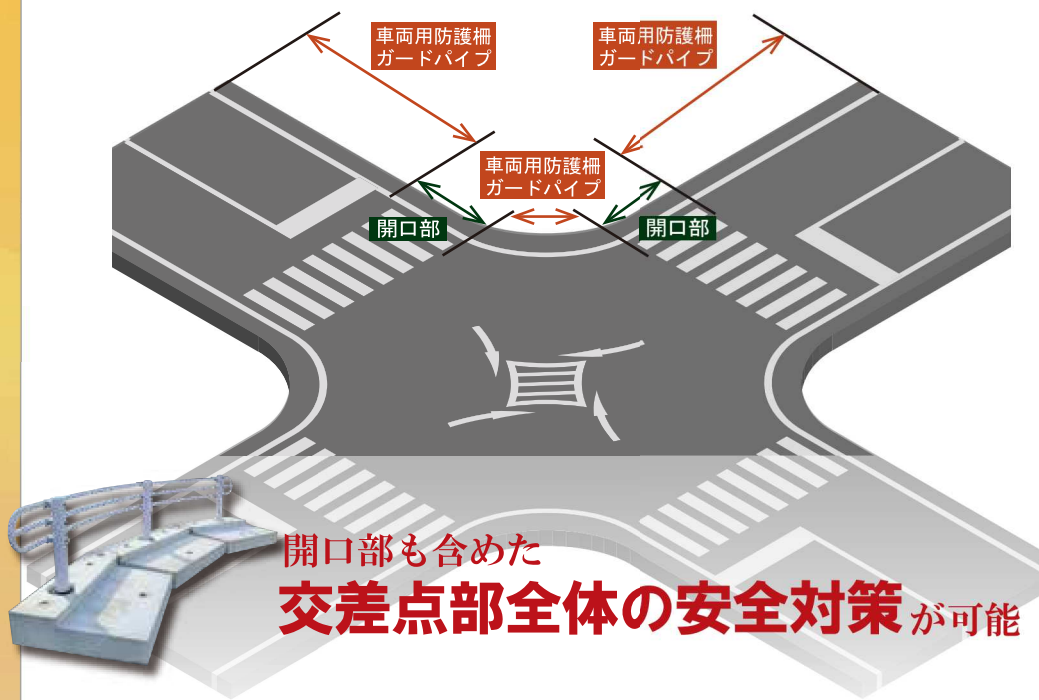 車両用防護柵
ガードパイプ
車両用防護柵
ガードパイプ
車両用防護柵
ガードパイプ
開口部
開口部
開口部も含めた
交差点部全体の安全対策が可能